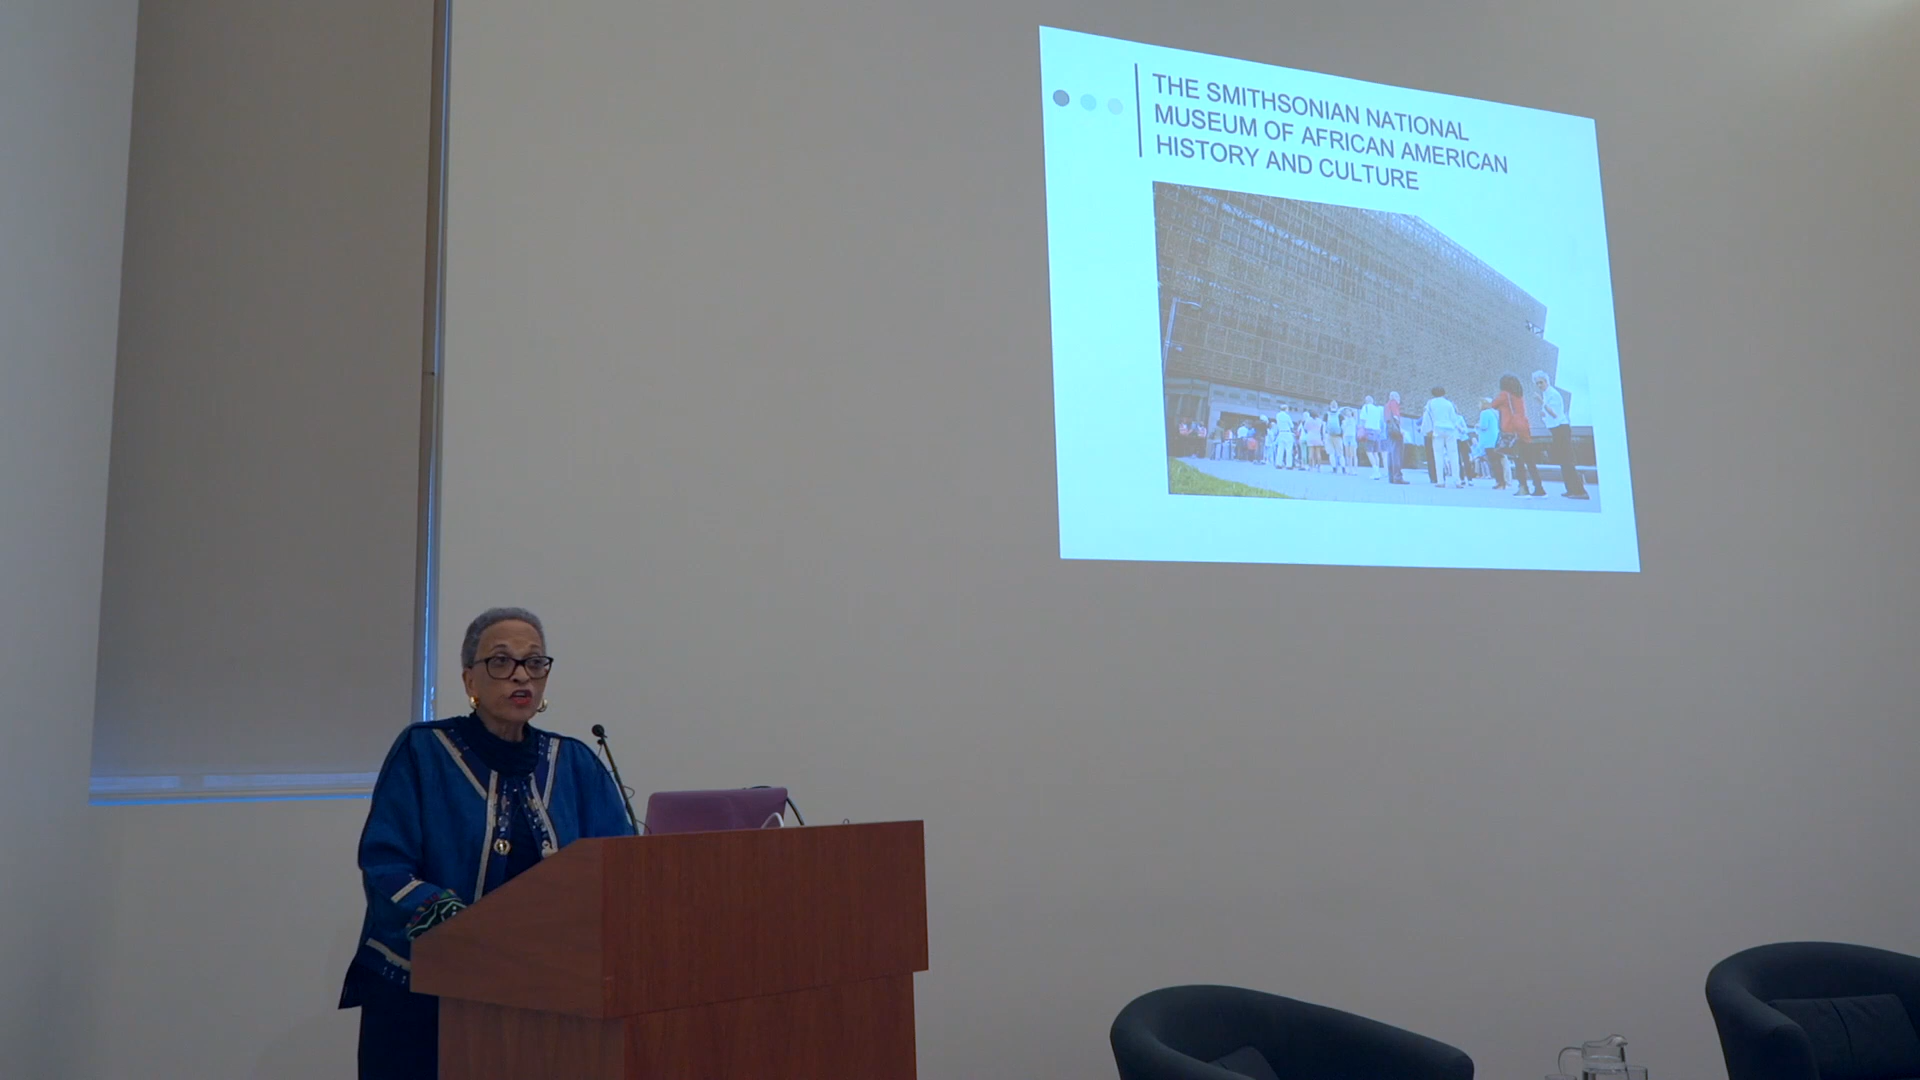 THE SMITHSONIAN NATIONAL
MUSEUM OF AFRICAN AMERICAN
HISTORY AND CULTURE